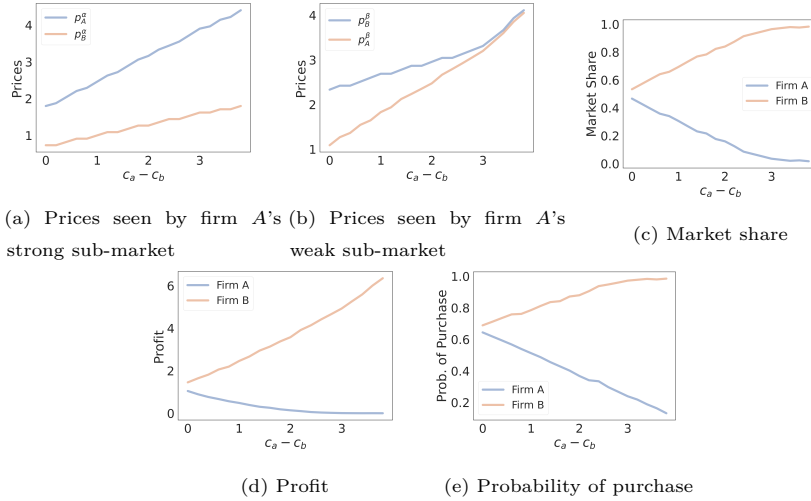 4
3
2
1
Prices
p_A^α
p_B^α
0 1 2 3
c_a − c_b
4
3
2
1
Prices
p_B^β
p_A^β
0 1 2 3
c_a − c_b
1.0
0.8
0.6
0.4
0.2
0.0
Market Share
Firm A
Firm B
0 1 2 3
c_a − c_b
(a) Prices seen by firm A's
strong sub-market
(b) Prices seen by firm A's
weak sub-market
(c) Market share
6
4
2
0
Profit
Firm A
Firm B
0 1 2 3
c_a − c_b
1.0
0.8
0.6
0.4
0.2
Prob. of Purchase
Firm A
Firm B
0 1 2 3
c_a − c_b
(d) Profit
(e) Probability of purchase